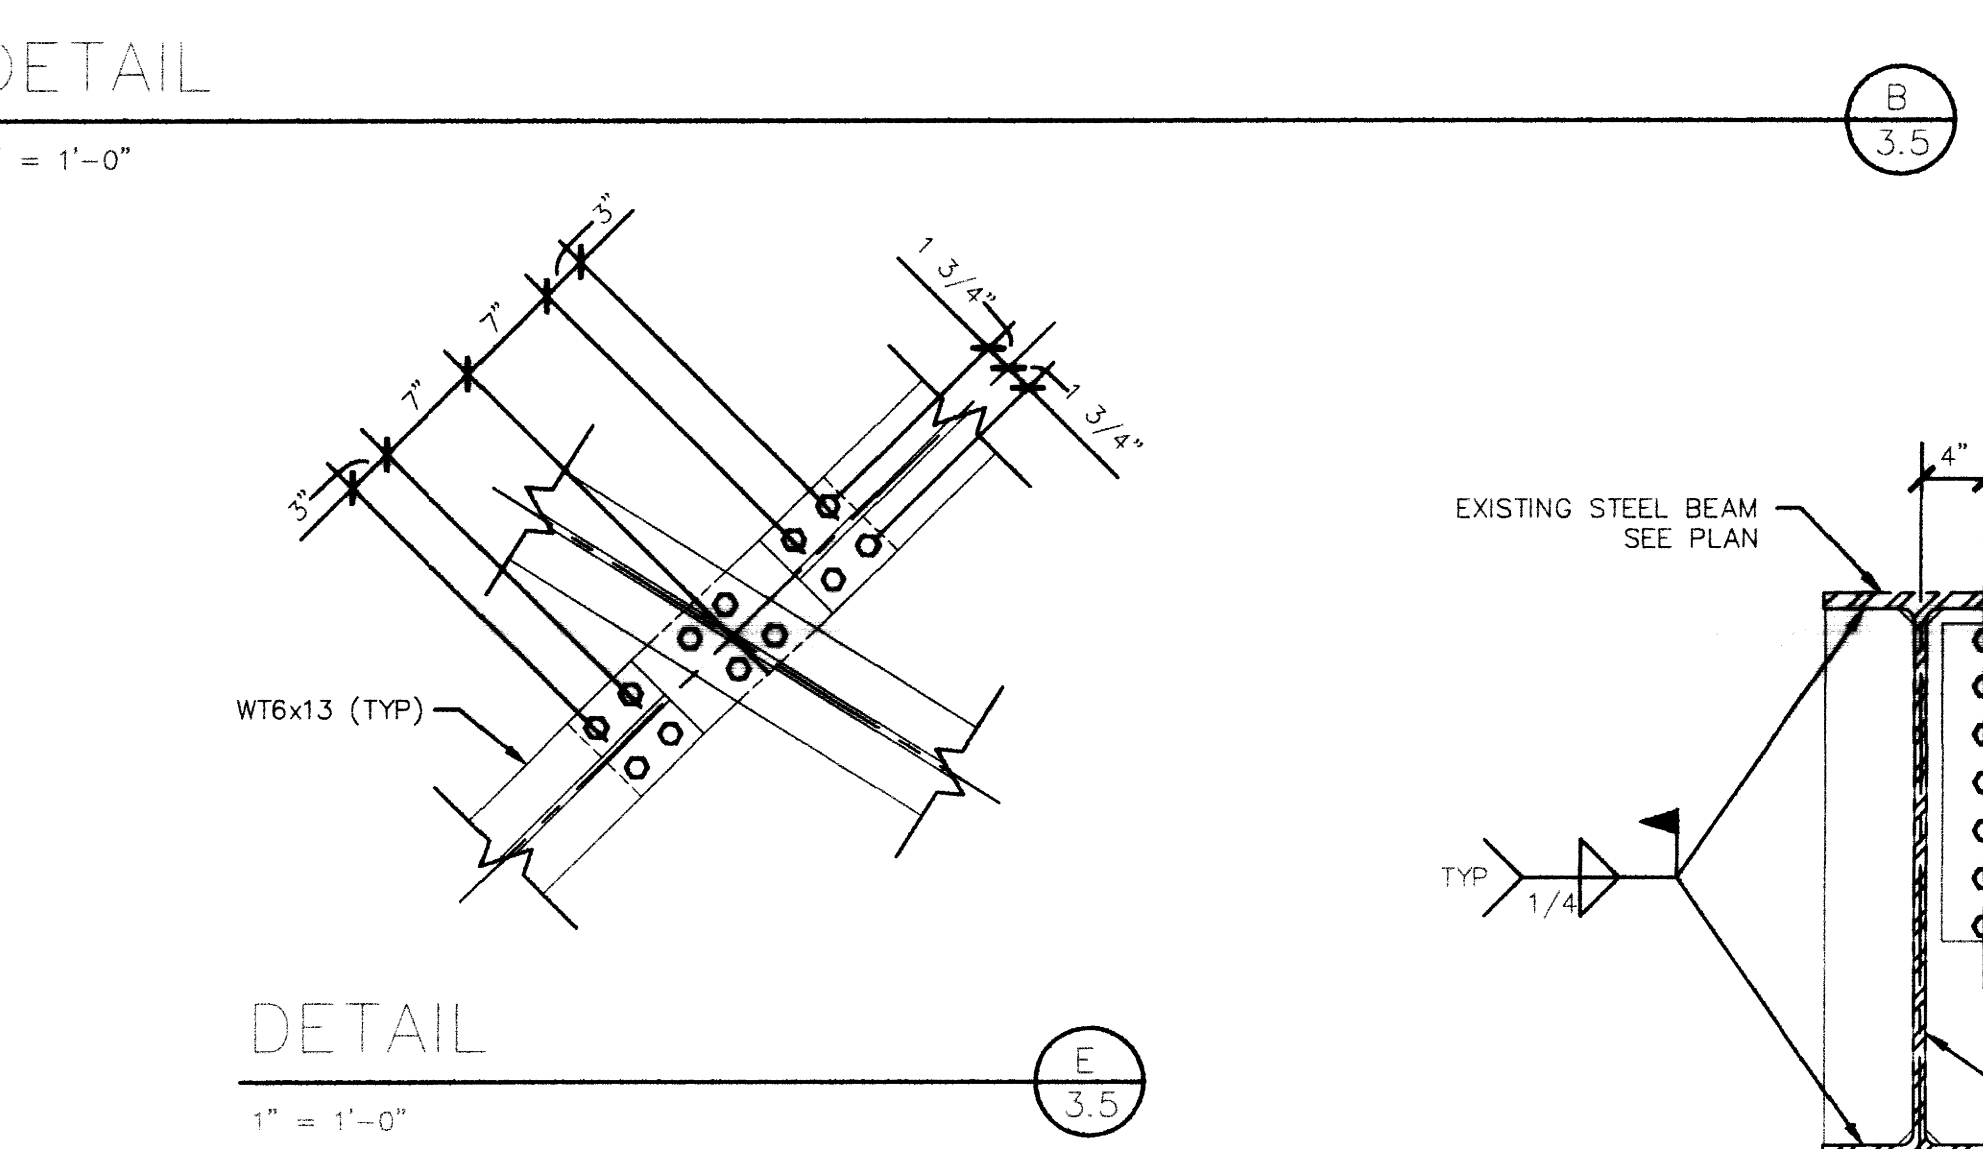 DETAIL
= 1'-0"
B
3.5
3"
7"
7"
3"
1 3/4"
1 3/4"
WT6x13 (TYP)
DETAIL
1" = 1'-0"
E
3.5
4"
EXISTING STEEL BEAM
SEE PLAN
TYP
1/4